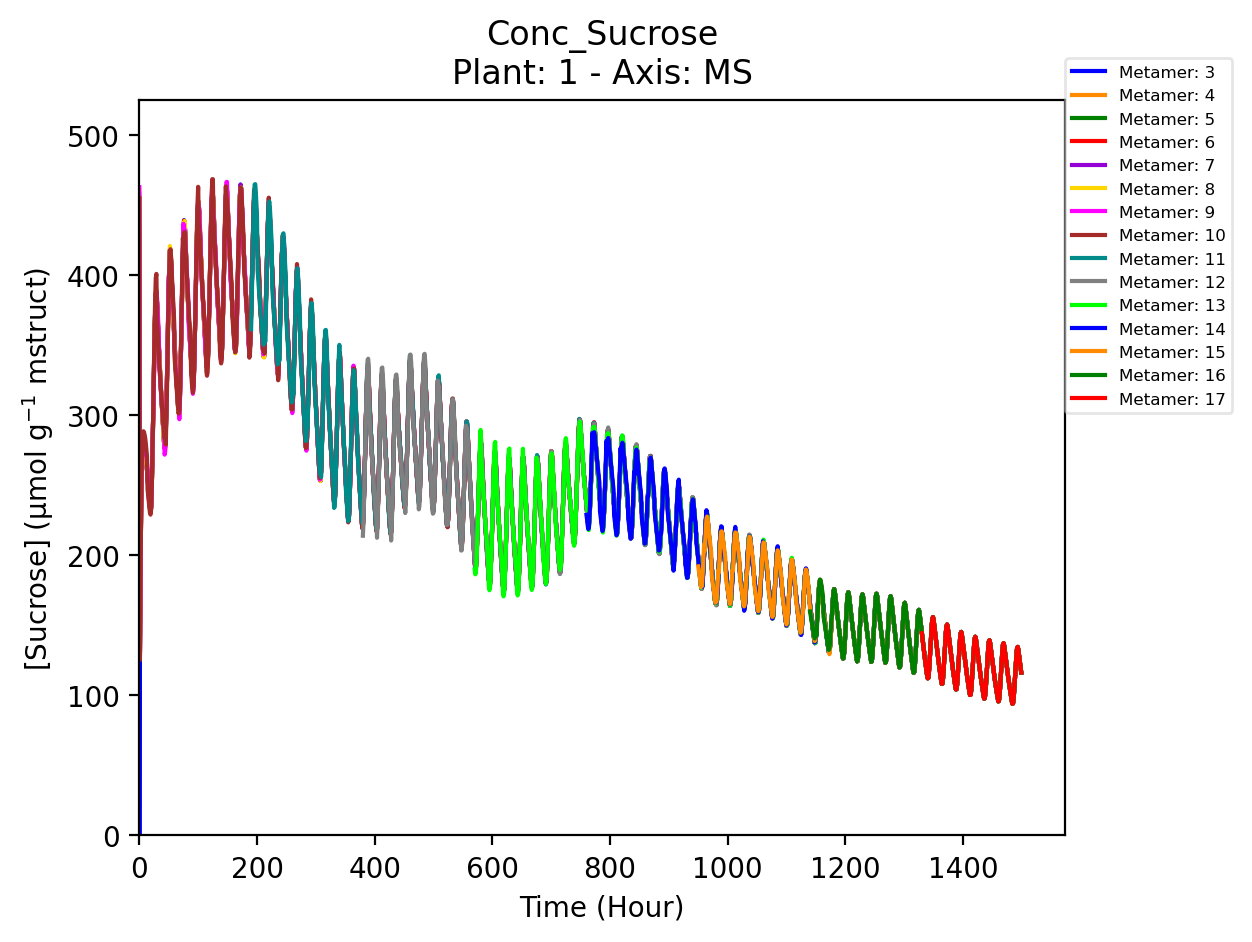 Conc_Sucrose
Plant: 1 - Axis: MS
[Sucrose] (µmol g⁻¹ mstruct)
500
400
300
200
100
0
0 200 400 600 800 1000 1200 1400
Time (Hour)
Metamer: 3
Metamer: 4
Metamer: 5
Metamer: 6
Metamer: 7
Metamer: 8
Metamer: 9
Metamer: 10
Metamer: 11
Metamer: 12
Metamer: 13
Metamer: 14
Metamer: 15
Metamer: 16
Metamer: 17